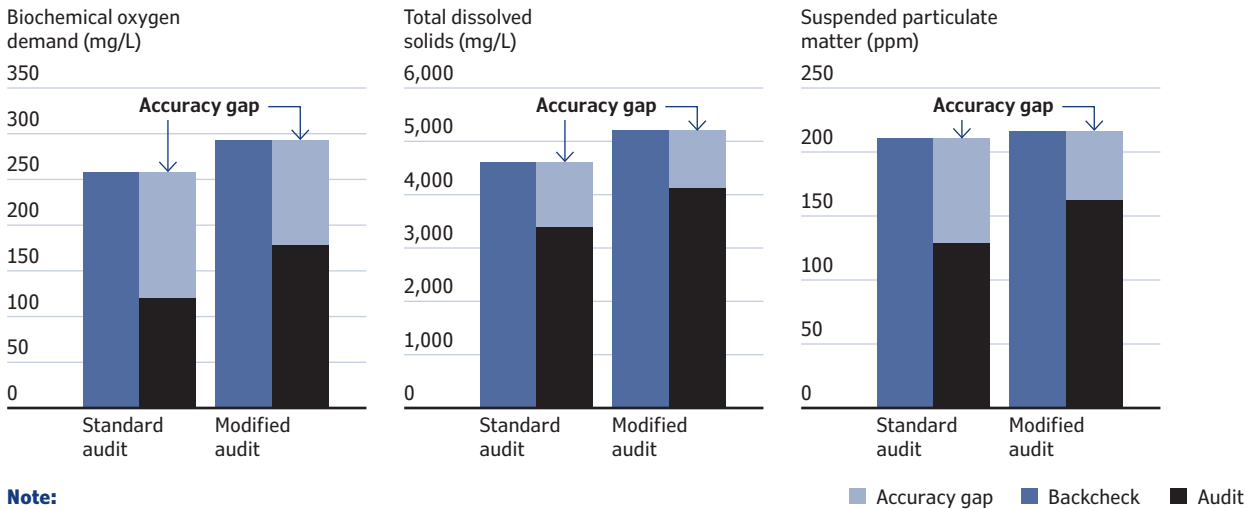 Biochemical oxygen
demand (mg/L)
350
300
250
200
150
100
50
0
Accuracy gap
Standard
audit
Modified
audit
Total dissolved
solids (mg/L)
6,000
5,000
4,000
3,000
2,000
1,000
0
Accuracy gap
Standard
audit
Modified
audit
Suspended particulate
matter (ppm)
250
200
150
100
50
0
Accuracy gap
Standard
audit
Modified
audit
Note:
Accuracy gap
Backcheck
Audit